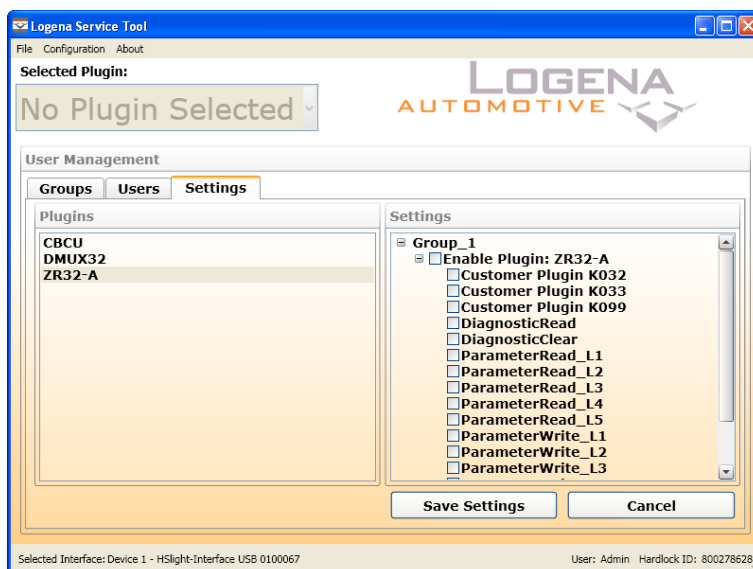 Logena Service Tool
File Configuration About
Selected Plugin:
No Plugin Selected
LOGENA
AUTOMOTIVE
User Management
Groups Users Settings
Plugins
CBCU
DMUX32
ZR32-A
Settings
Group_1
Enable Plugin: ZR32-A
Customer Plugin K032
Customer Plugin K033
Customer Plugin K099
DiagnosticRead
DiagnosticClear
ParameterRead_L1
ParameterRead_L2
ParameterRead_L3
ParameterRead_L4
ParameterRead_L5
ParameterWrite_L1
ParameterWrite_L2
ParameterWrite_L3
Save Settings Cancel
Selected Interface: Device 1 - HSlight-Interface USB 0100067
User: Admin Hardlock ID: 800278628